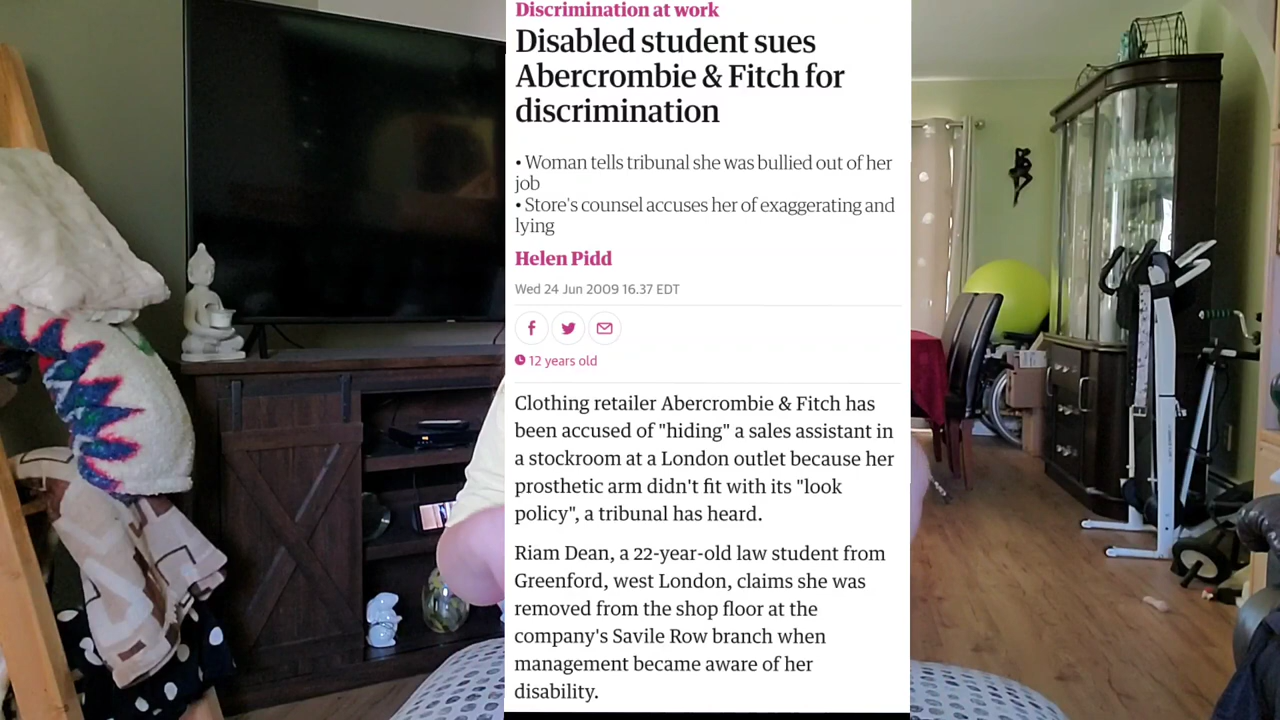 Discrimination at work
Disabled student sues
Abercrombie & Fitch for
discrimination
• Woman tells tribunal she was bullied out of her
job
• Store's counsel accuses her of exaggerating and
lying
Helen Pidd
Wed 24 Jun 2009 16.37 EDT
12 years old
Clothing retailer Abercrombie & Fitch has
been accused of "hiding" a sales assistant in
a stockroom at a London outlet because her
prosthetic arm didn't fit with its "look
policy", a tribunal has heard.
Riam Dean, a 22-year-old law student from
Greenford, west London, claims she was
removed from the shop floor at the
company's Savile Row branch when
management became aware of her
disability.